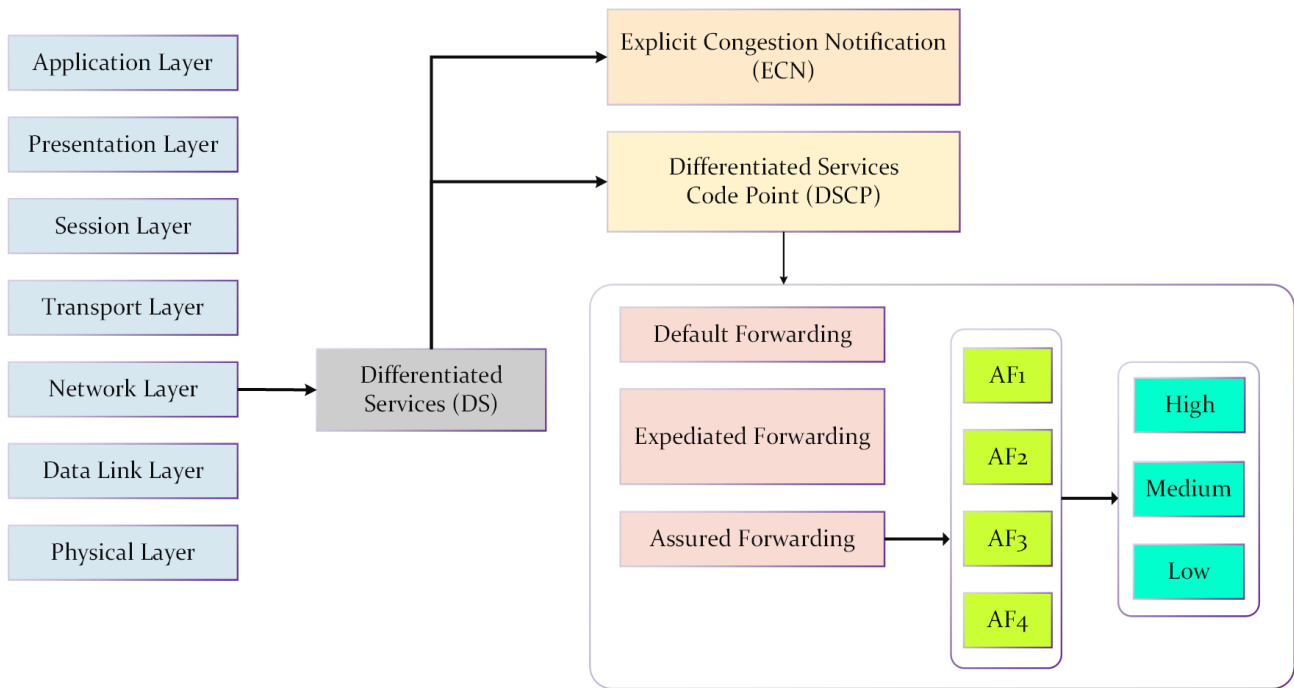 Application Layer
Presentation Layer
Session Layer
Transport Layer
Network Layer
Data Link Layer
Physical Layer
Differentiated
Services (DS)
Explicit Congestion Notification
(ECN)
Differentiated Services
Code Point (DSCP)
Default Forwarding
Expediated Forwarding
Assured Forwarding
AF1
AF2
AF3
AF4
High
Medium
Low